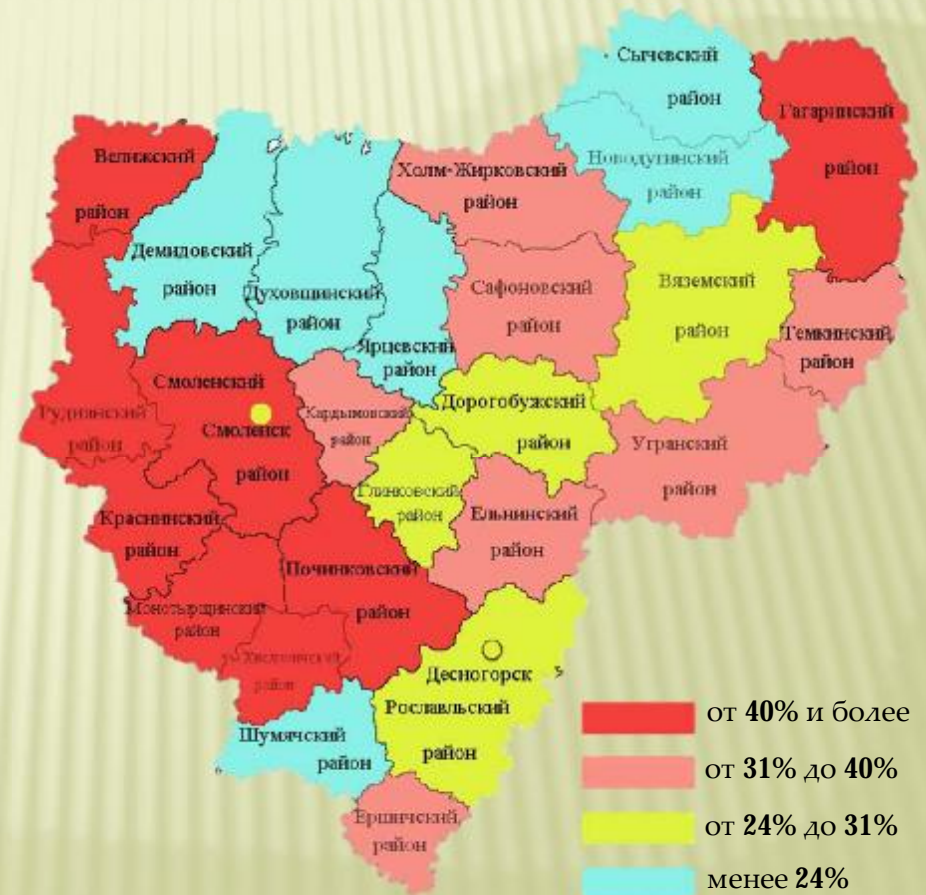 Сычевский
район
Гагаринский
район
Новодугинский
район
Велижский
район
Холм-Жирковский
район
Демидовский
район
Духовщинский
район
Сафоновский
район
Вяземский
район
Темкинский
район
Ярцевский
район
Смоленский
Смоленск
район
Руднянский
район
Кардымовский
район
Дорогобужский
район
Угранский
район
Глинковский
район
Ельнинский
район
Краснинский
район
Починковский
район
Монстырщинский
район
Хиславичский
район
Десногорск
Рославльский
район
Шумячский
район
Ершичский
район
от 40% и более
от 31% до 40%
от 24% до 31%
менее 24%